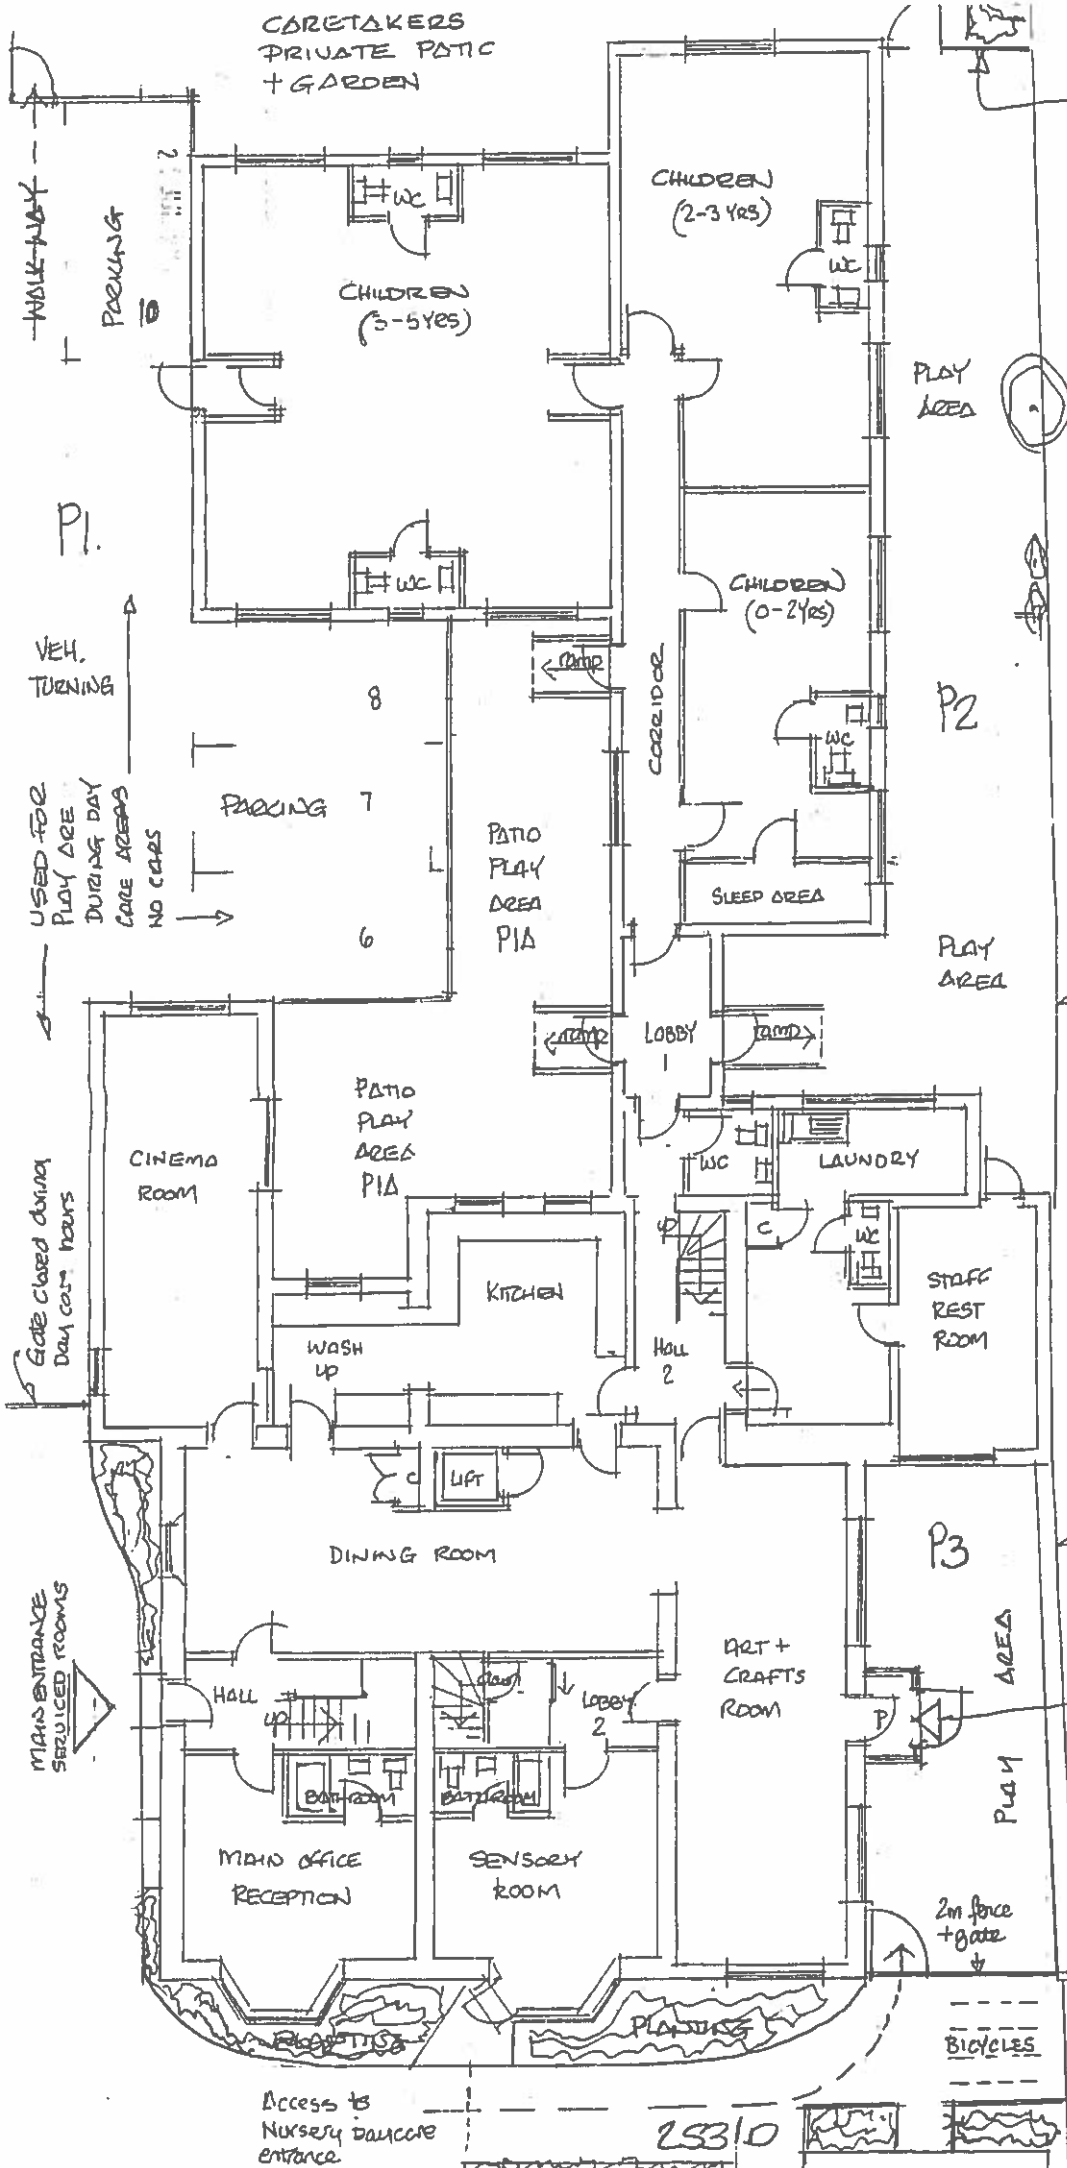 CARETAKERS
PRIVATE PATIO
+ GARDEN
WALK-WAY
PARKING
WC
CHILDREN
(3-5 YRS)
CHILDREN
(2-3 YRS)
WC
PLAY
AREA
P1.
WC
CHILDREN
(0-2 YRS)
VEH.
TURNING
ramp
CORRIDOR
P2
8
WC
USED FOR
PLAY ARE
DURING DAY
CARE AREAS
NO CARS
PARKING
7
PATIO
PLAY
AREA
P1A
SLEEP AREA
6
PLAY
AREA
ramp
LOBBY
1
ramp
PATIO
PLAY
AREA
P1A
CINEMA
ROOM
WC
LAUNDRY
Gate closed during
Day care hours
UP
C
WC
KITCHEN
STAFF
REST
ROOM
WASH
UP
HALL
2
C
LIFT
DINING ROOM
P3
MAIN ENTRANCE
SERVICED ROOMS
ART +
CRAFTS
ROOM
PLAY AREA
HALL
UP
down
LOBBY
2
P
BATHROOM
BATHROOM
MAIN OFFICE
RECEPTION
SENSORY
ROOM
2m fence
+ gate
PLANTING
PLANTING
BICYCLES
Access to
Nursery Daycare
entrance